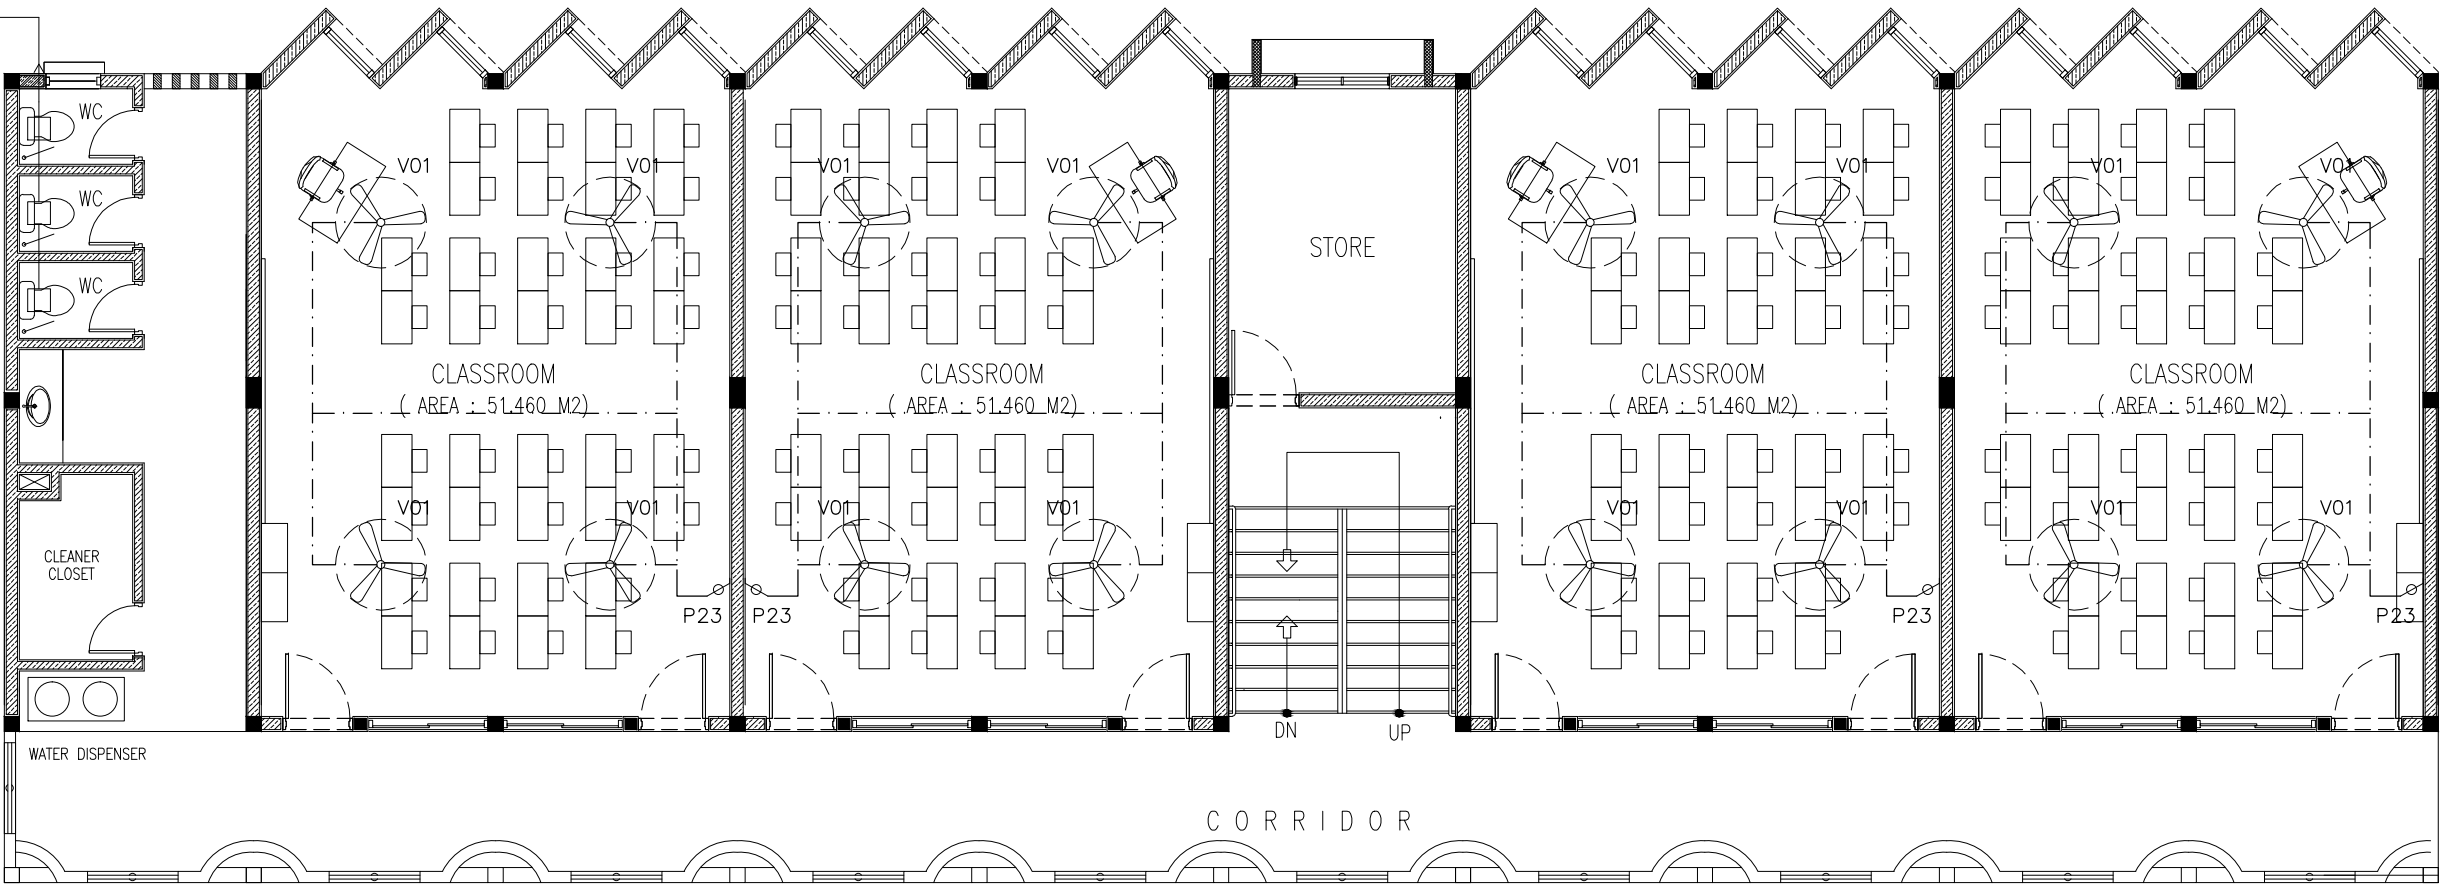 WC
V01
V01
V01
V01
V01
V01
V01
V01
WC
STORE
WC
CLASSROOM
( AREA : 51.460 M2)
CLASSROOM
( AREA : 51.460 M2)
CLASSROOM
( AREA : 51.460 M2)
CLASSROOM
( AREA : 51.460 M2)
V01
V01
V01
V01
V01
V01
V01
V01
CLEANER
CLOSET
P23
P23
P23
P23
DN
UP
WATER DISPENSER
CORRIDOR